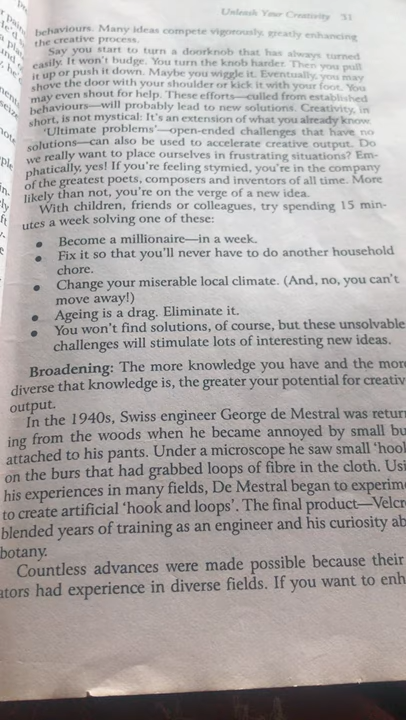 Unleash Your Creativity 31
behaviours. Many ideas compete vigorously, greatly enhancing
the creative process.
Say you start to turn a doorknob that has always turned
easily. It won't budge. You turn the knob harder. Then you pull
it up or push it down. Maybe you wiggle it. Eventually, you may
shove the door with your shoulder or kick it with your foot. You
may even shout for help. These efforts—culled from established
behaviours—will probably lead to new solutions. Creativity, in
short, is not mystical: It's an extension of what you already know.
'Ultimate problems'—open-ended challenges that have no
solutions—can also be used to accelerate creative output. Do
we really want to place ourselves in frustrating situations? Em-
phatically, yes! If you're feeling stymied, you're in the company
of the greatest poets, composers and inventors of all time. More
likely than not, you're on the verge of a new idea.
With children, friends or colleagues, try spending 15 min-
utes a week solving one of these:
• Become a millionaire—in a week.
• Fix it so that you'll never have to do another household
chore.
• Change your miserable local climate. (And, no, you can't
move away!)
• Ageing is a drag. Eliminate it.
• You won't find solutions, of course, but these unsolvable
challenges will stimulate lots of interesting new ideas.
Broadening: The more knowledge you have and the more
diverse that knowledge is, the greater your potential for creativ
output.
In the 1940s, Swiss engineer George de Mestral was return
ing from the woods when he became annoyed by small bu
attached to his pants. Under a microscope he saw small 'hook
on the burs that had grabbed loops of fibre in the cloth. Usi
his experiences in many fields, De Mestral began to experime
to create artificial 'hook and loops'. The final product—Velcr
blended years of training as an engineer and his curiosity ab
botany.
Countless advances were made possible because their
ators had experience in diverse fields. If you want to enh